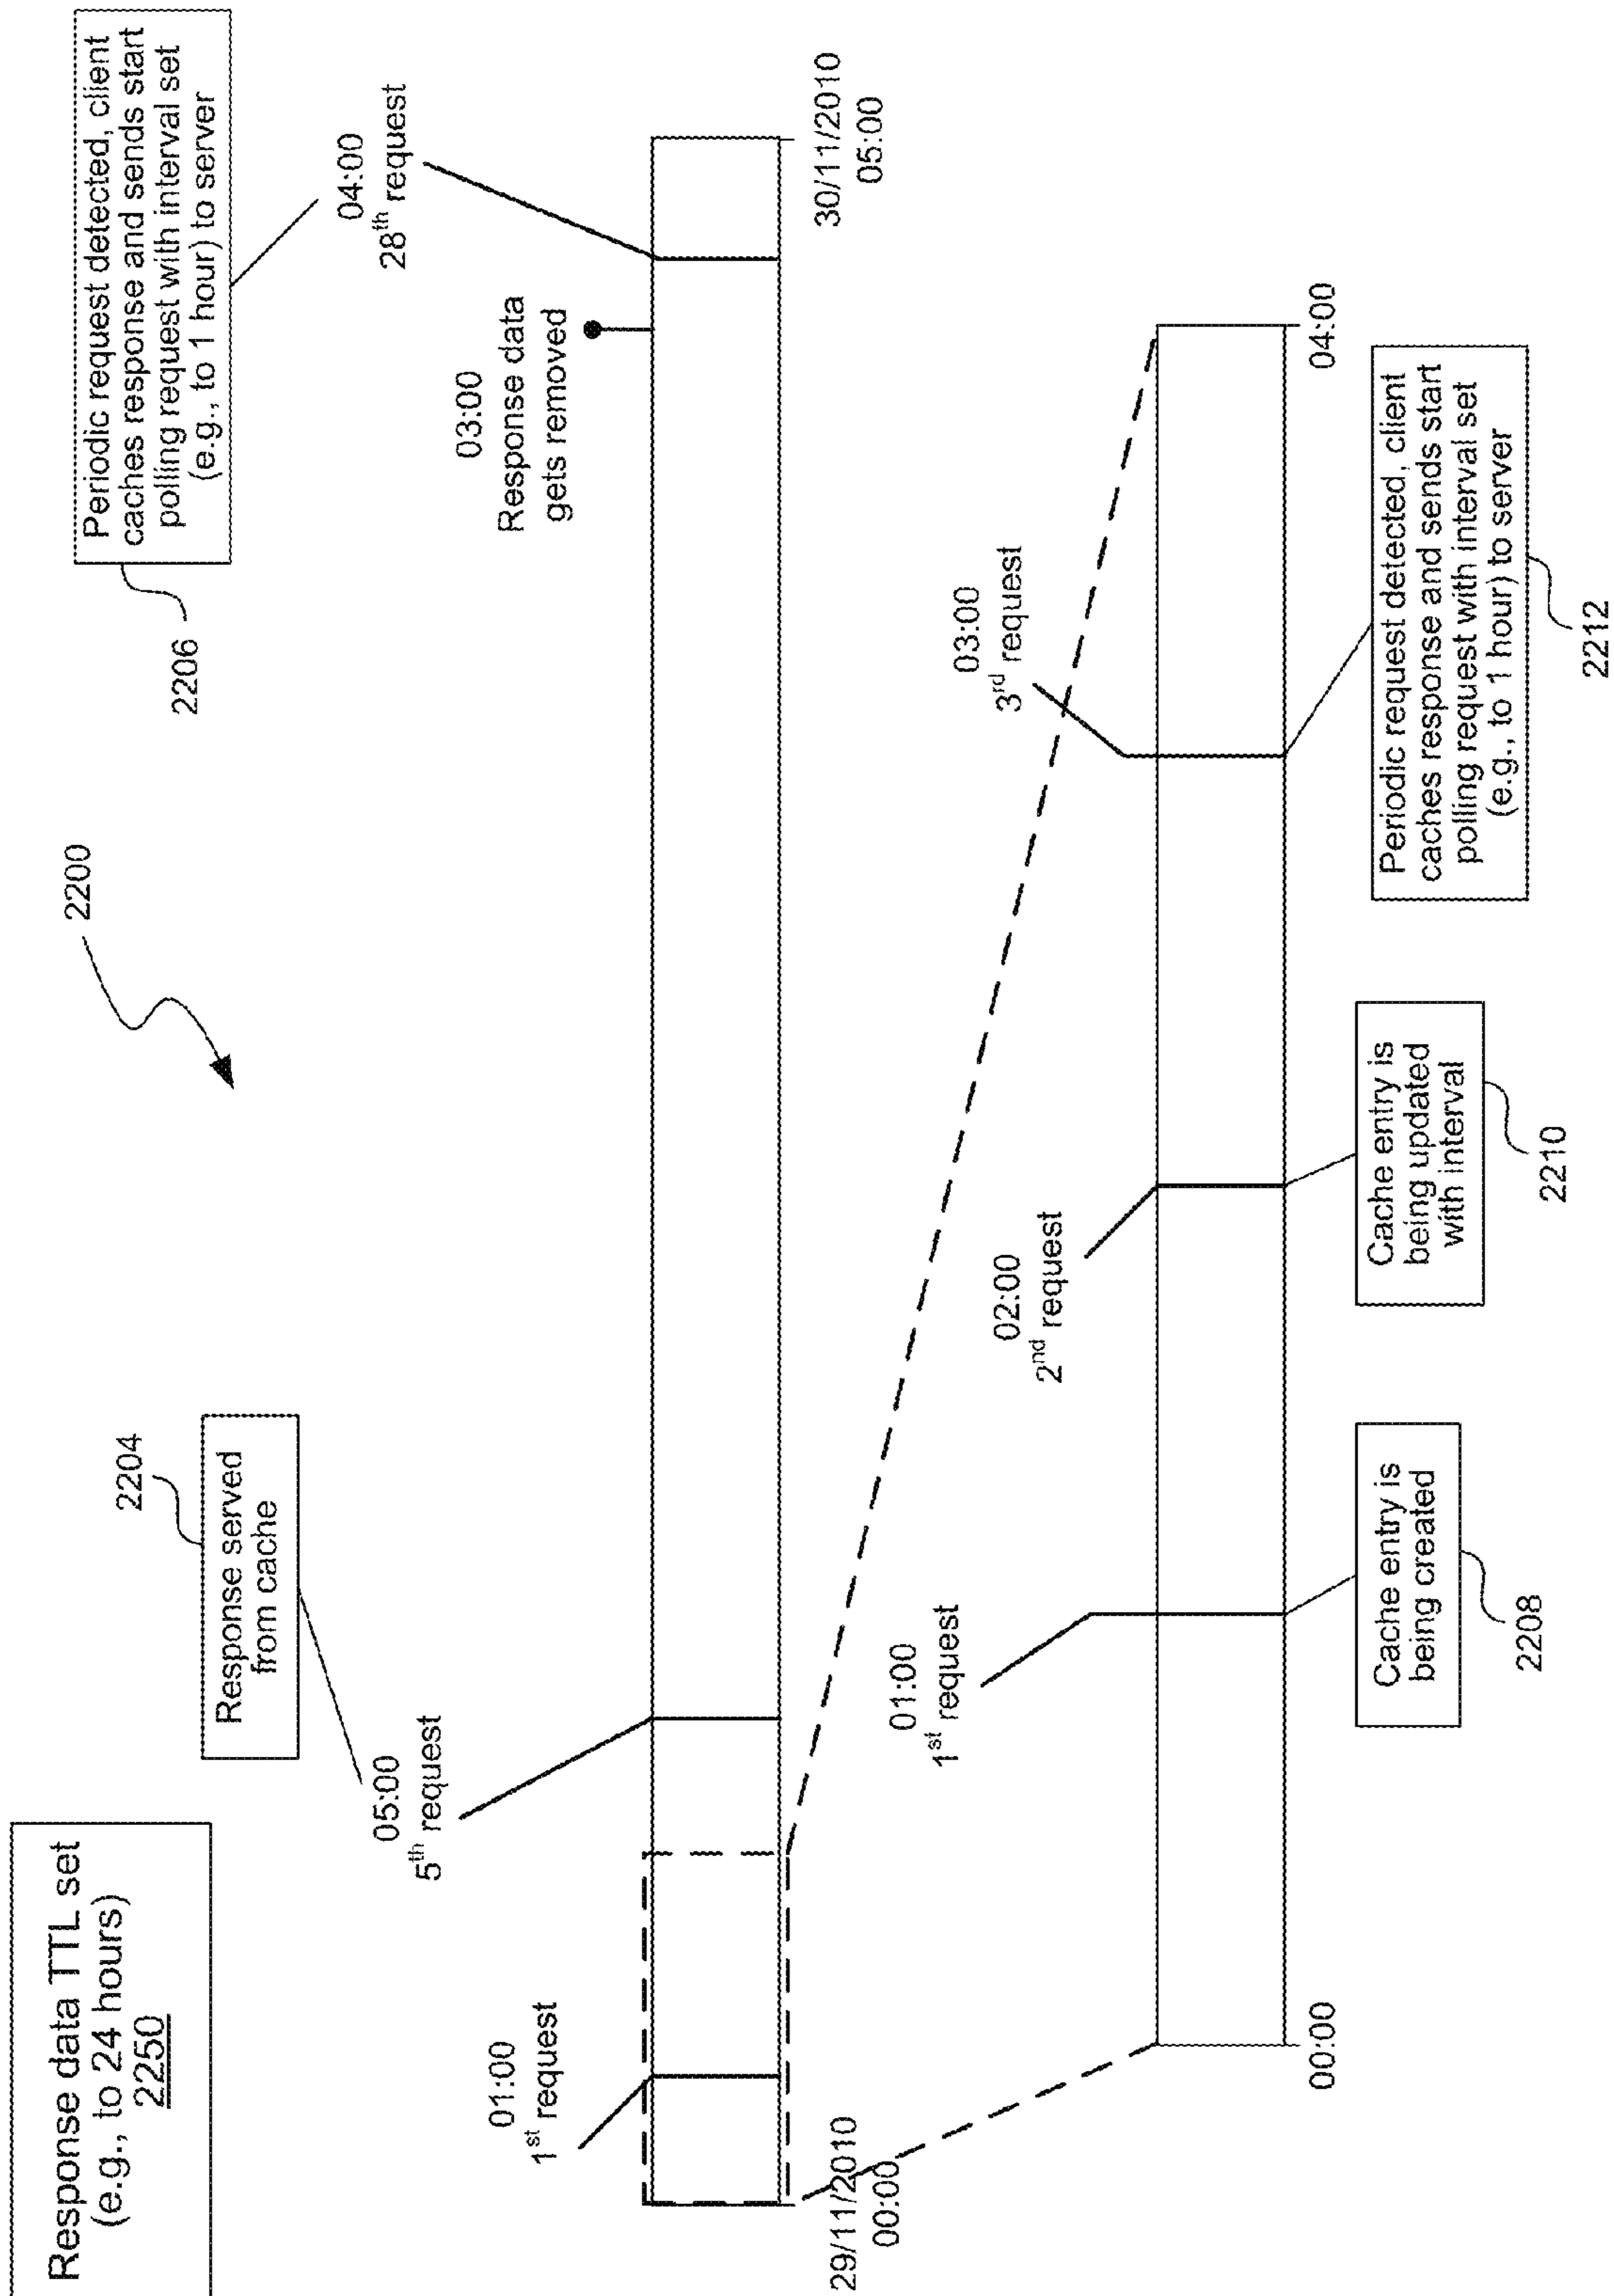 Response data TTL set
(e.g., to 24 hours)
2250
2204
Response served
from cache
2200
2206
Periodic request detected, client
caches response and sends start
polling request with interval set
(e.g., to 1 hour) to server
01:00
1st request
05:00
5th request
03:00
Response data
gets removed
04:00
28th request
29/11/2010
00:00
30/11/2010
05:00
01:00
1st request
02:00
2nd request
03:00
3rd request
00:00
04:00
Cache entry is
being created
2208
Cache entry is
being updated
with interval
2210
Periodic request detected, client
caches response and sends start
polling request with interval set
(e.g., to 1 hour) to server
2212